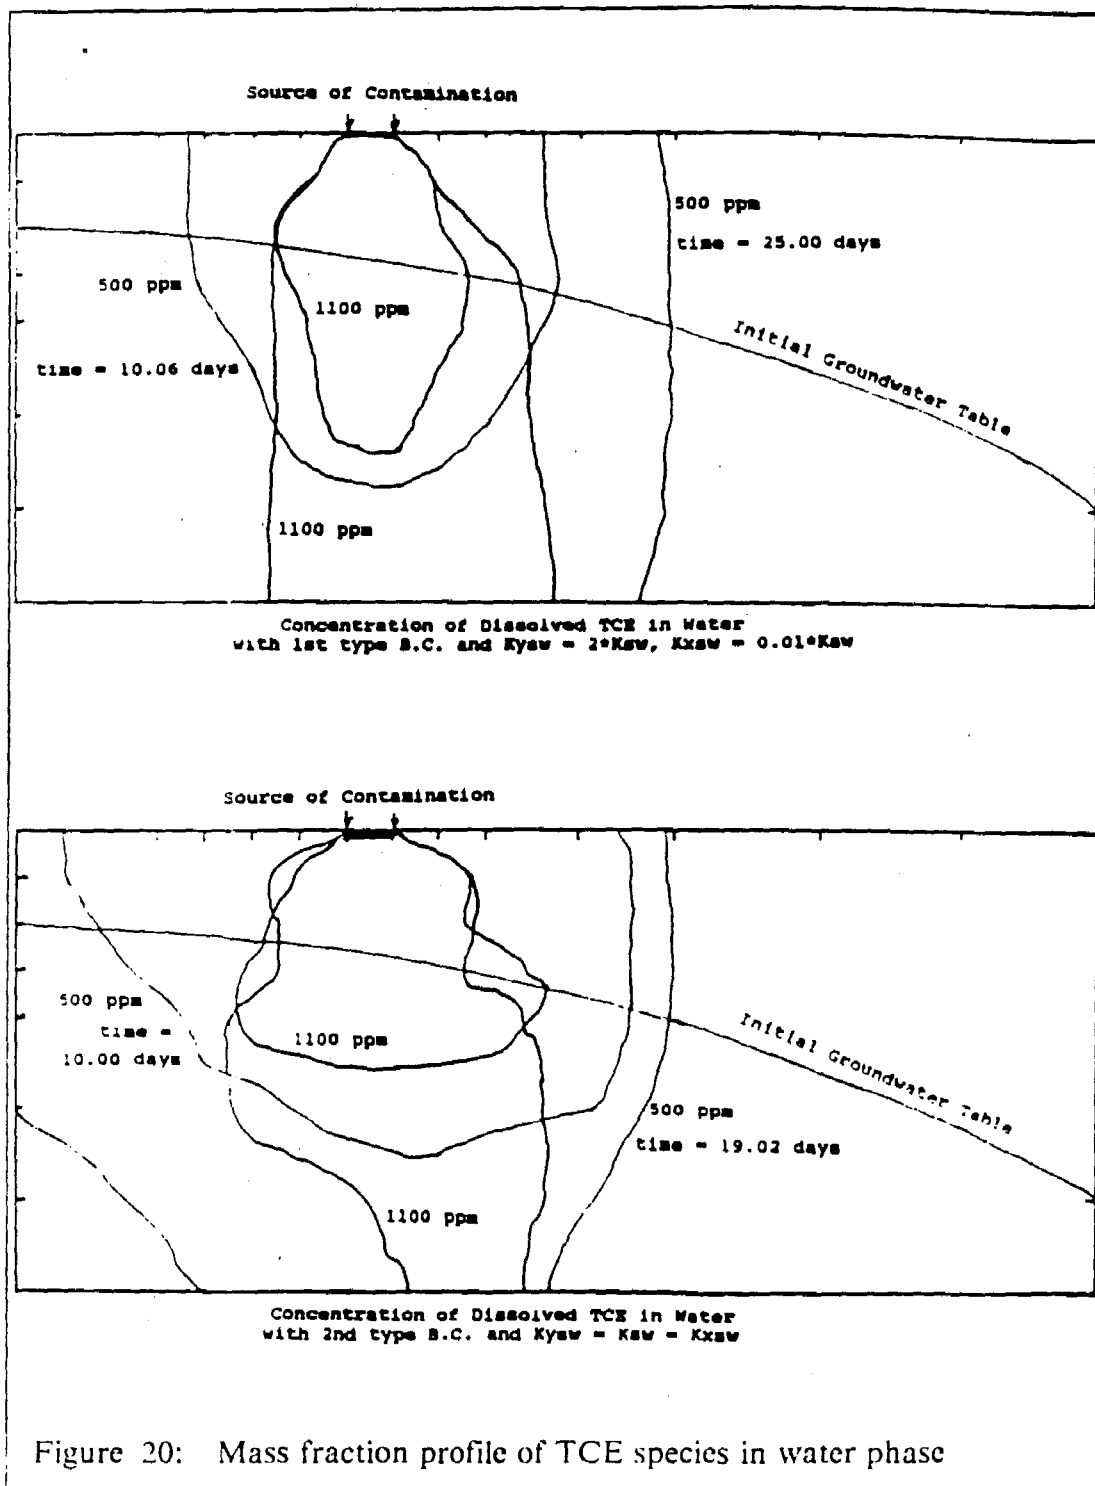 Source of Contamination
500 ppm
time = 25.00 days
500 ppm
1100 ppm
Initial Groundwater Table
time = 10.06 days
1100 ppm
Concentration of Dissolved TCE in Water
with 1st type B.C. and Kysw = 2*Ksw, Kxsw = 0.01*Ksw
Source of Contamination
500 ppm
time =
10.00 days
1100 ppm
Initial Groundwater Table
500 ppm
time = 19.02 days
1100 ppm
Concentration of Dissolved TCE in Water
with 2nd type B.C. and Kysw = Ksw = Kxsw
Figure 20: Mass fraction profile of TCE species in water phase